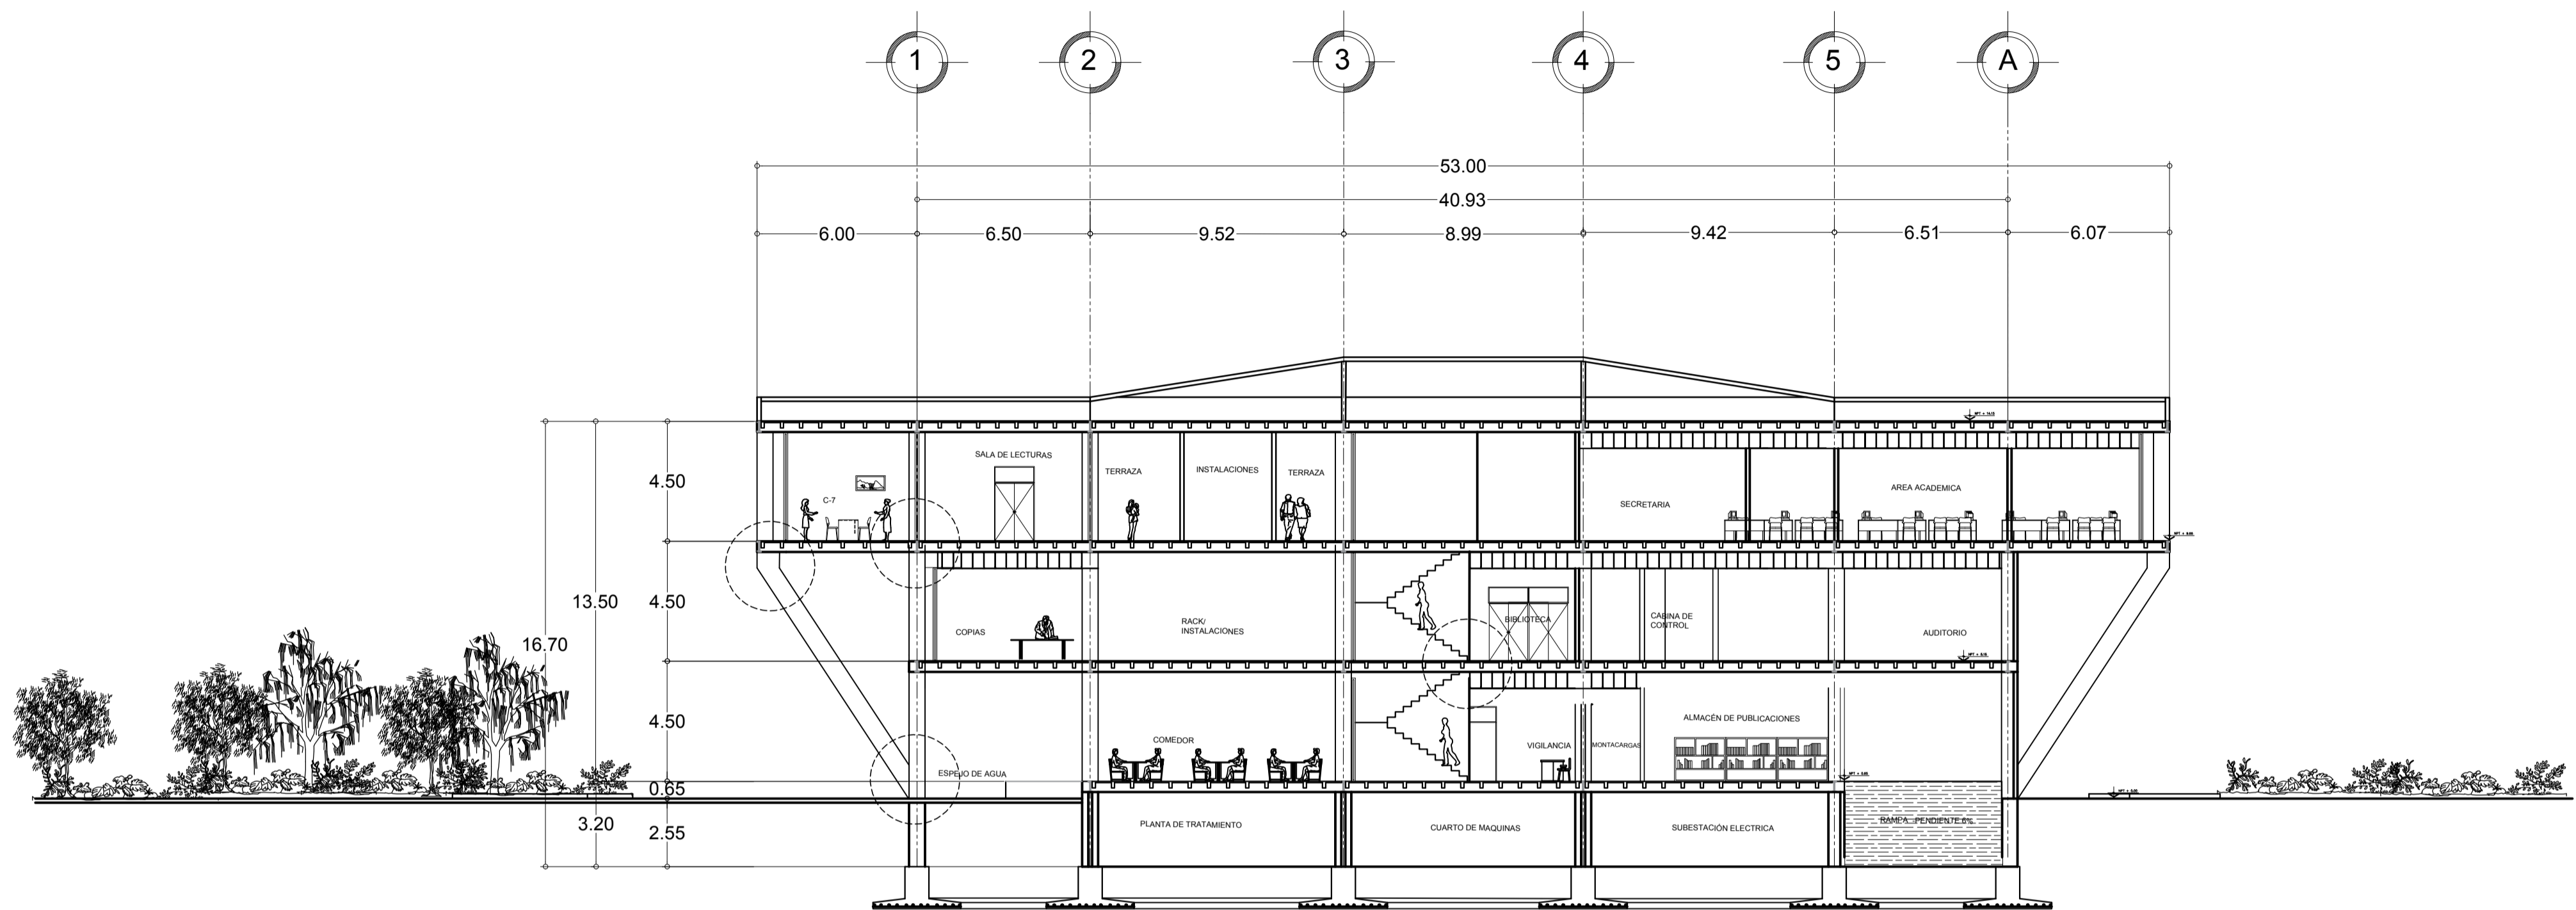 1 2 3 4 5 A
53.00
40.93
6.00 6.50 9.52 8.99 9.42 6.51 6.07
NPT + 14.15
SALA DE LECTURAS
TERRAZA INSTALACIONES TERRAZA
4.50
C-7
SECRETARIA
AREA ACADEMICA
13.50
4.50
16.70
COPIAS
RACK/
INSTALACIONES
BIBLIOTECA
CABINA DE
CONTROL
AUDITORIO
4.50
COMEDOR
VIGILANCIA
MONTACARGAS
ALMACÉN DE PUBLICACIONES
ESPEJO DE AGUA
0.65
3.20
2.55
PLANTA DE TRATAMIENTO
CUARTO DE MAQUINAS
SUBESTACIÓN ELECTRICA
RAMPA PENDIENTE 6%